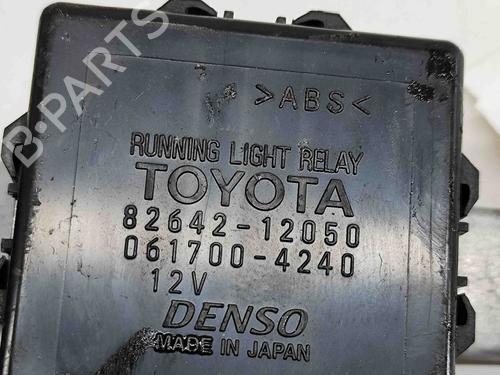 B-PARTS
>ABS<
RUNNING LIGHT RELAY
TOYOTA
82642-12050
061700-4240
12V
DENSO
MADE IN JAPAN